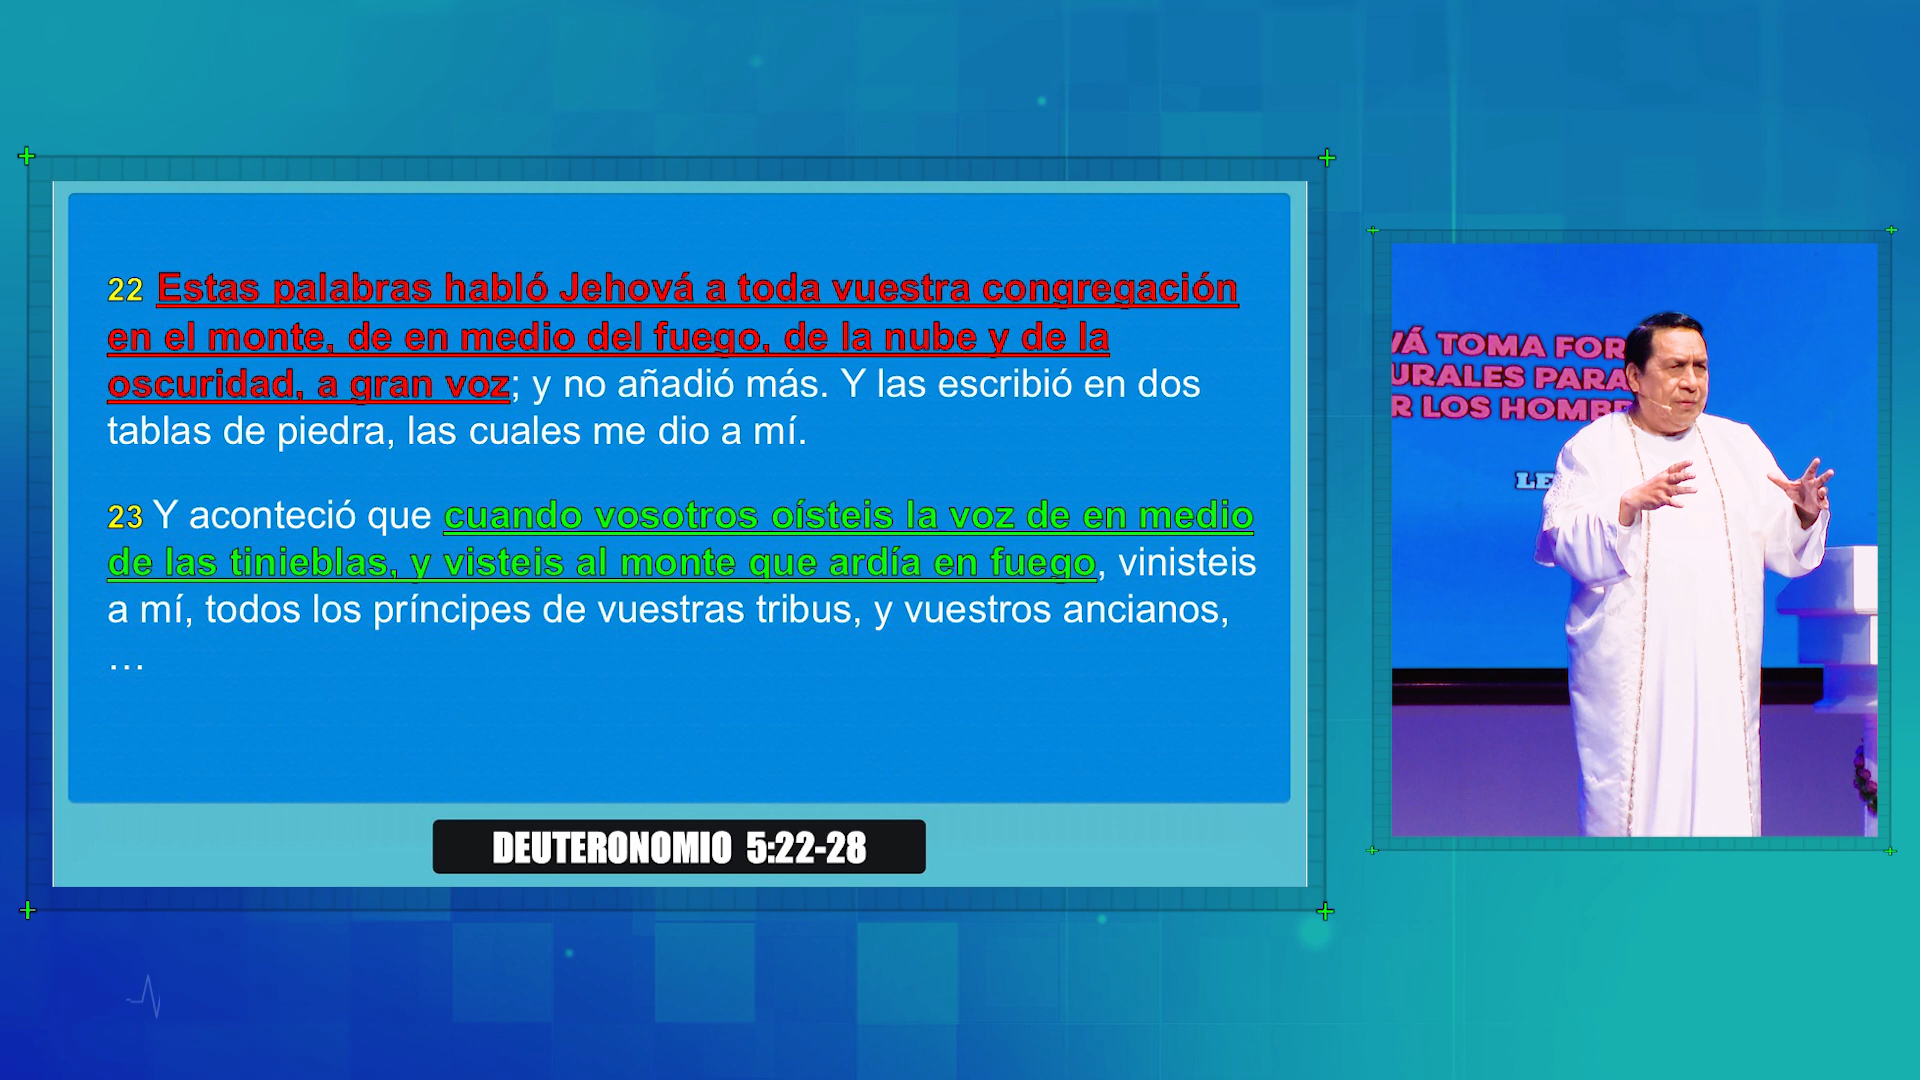 22 Estas palabras habló Jehová a toda vuestra congregación
en el monte, de en medio del fuego, de la nube y de la
oscuridad, a gran voz; y no añadió más. Y las escribió en dos
tablas de piedra, las cuales me dio a mí.
23 Y aconteció que cuando vosotros oísteis la voz de en medio
de las tinieblas, y visteis al monte que ardía en fuego, vinisteis
a mí, todos los príncipes de vuestras tribus, y vuestros ancianos,
…
DEUTERONOMIO 5:22-28
TOMA
PARA
LOS